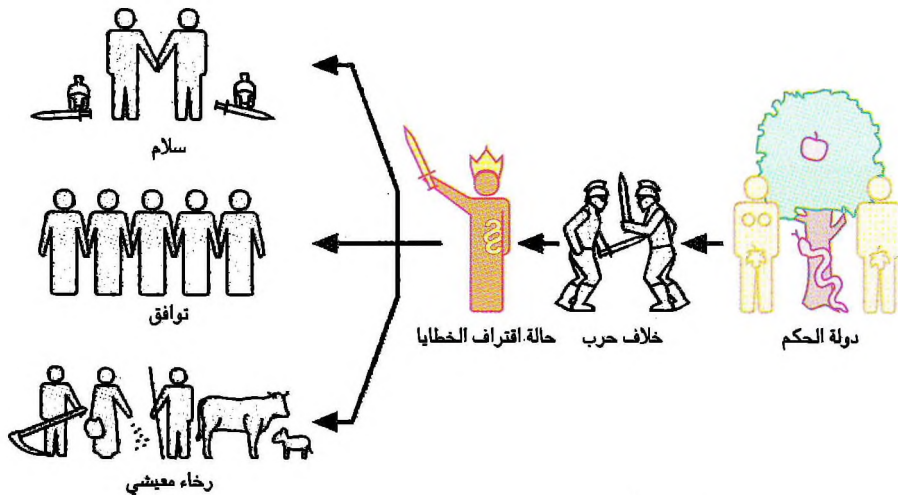 سلام
توافق
رخاء معيشي
حالة اقتراف الخطايا
خلاف حرب
دولة الحكم